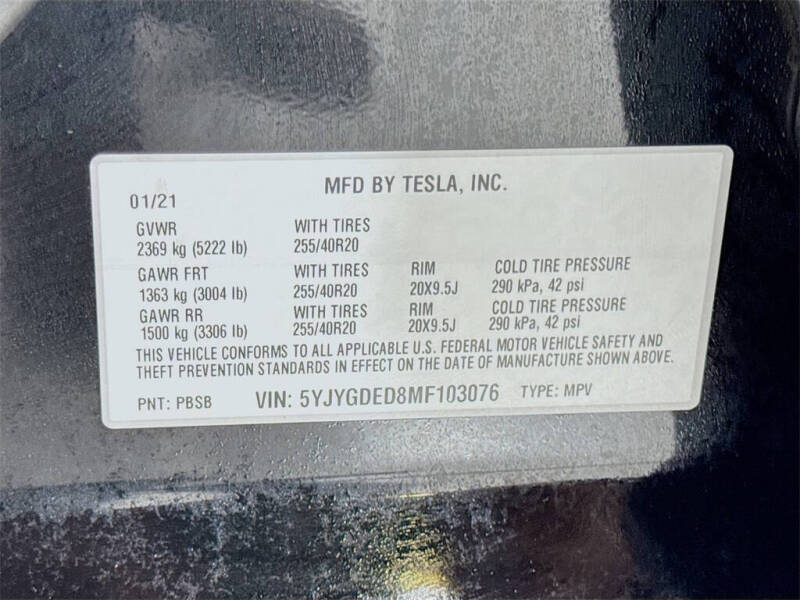 MFD BY TESLA, INC.
01/21
GVWR WITH TIRES
2369 kg (5222 lb) 255/40R20
GAWR FRT WITH TIRES RIM COLD TIRE PRESSURE
1363 kg (3004 lb) 255/40R20 20X9.5J 290 kPa, 42 psi
GAWR RR WITH TIRES RIM COLD TIRE PRESSURE
1500 kg (3306 lb) 255/40R20 20X9.5J 290 kPa, 42 psi
THIS VEHICLE CONFORMS TO ALL APPLICABLE U.S. FEDERAL MOTOR VEHICLE SAFETY AND
THEFT PREVENTION STANDARDS IN EFFECT ON THE DATE OF MANUFACTURE SHOWN ABOVE.
PNT: PBSB VIN: 5YJYGDED8MF103076 TYPE: MPV